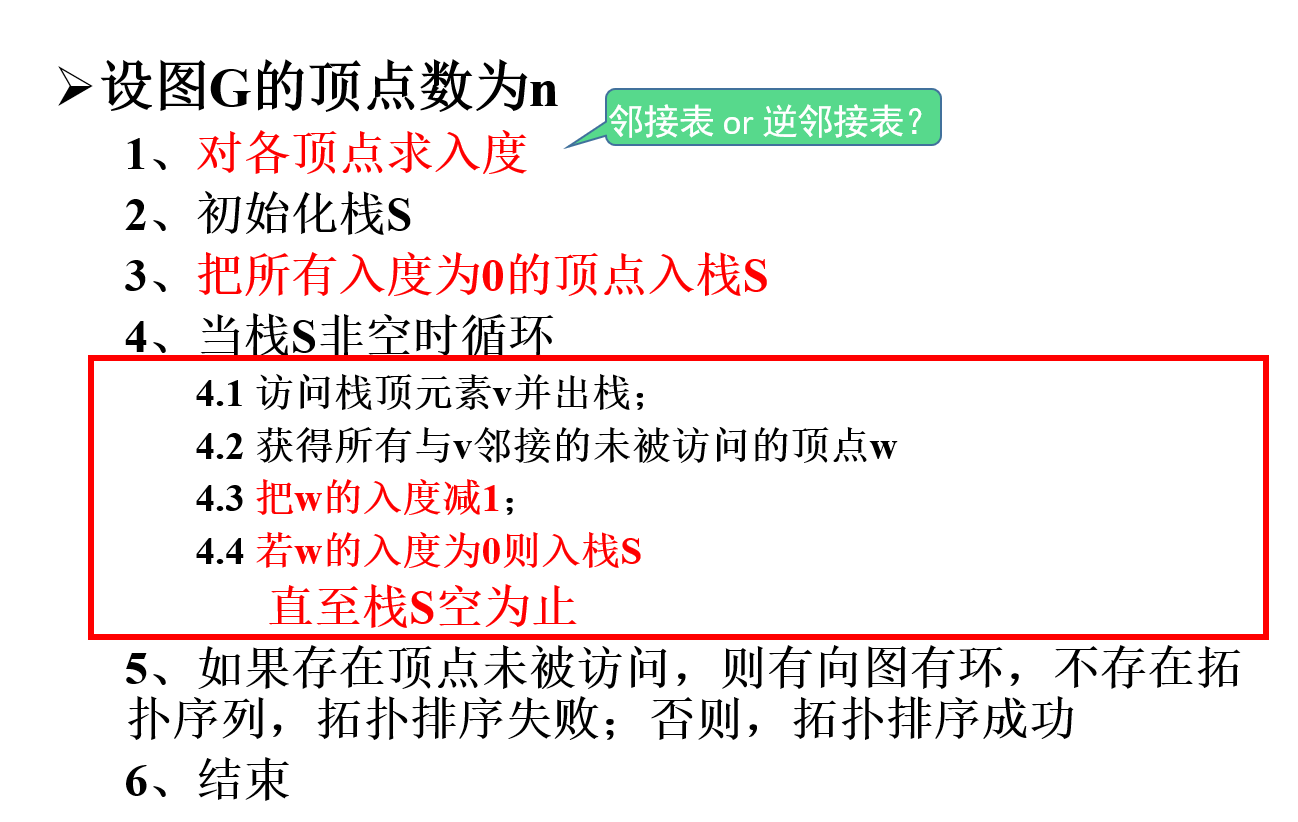 ➢设图G的顶点数为n
邻接表 or 逆邻接表？
1、对各顶点求入度
2、初始化栈S
3、把所有入度为0的顶点入栈S
4、当栈S非空时循环
4.1 访问栈顶元素v并出栈；
4.2 获得所有与v邻接的未被访问的顶点w
4.3 把w的入度减1；
4.4 若w的入度为0则入栈S
直至栈S空为止
5、如果存在顶点未被访问，则有向图有环，不存在拓
扑序列，拓扑排序失败；否则，拓扑排序成功
6、结束